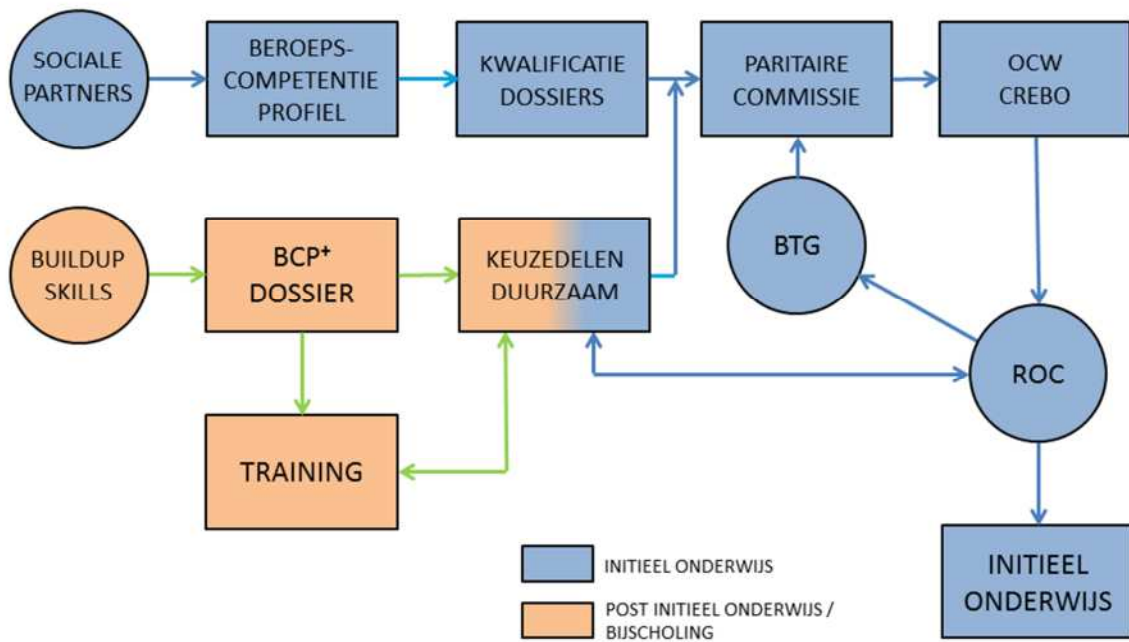 SOCIALE
PARTNERS
BEROEPS-
COMPETENTIE
PROFIEL
KWALIFICATIE
DOSSIERS
PARITAIRE
COMMISSIE
OCW
CREBO
BUILDUP
SKILLS
BCP⁺
DOSSIER
KEUZEDELEN
DUURZAAM
BTG
ROC
TRAINING
INITIEEL
ONDERWIJS
INITIEEL ONDERWIJS
POST INITIEEL ONDERWIJS /
BIJSCHOLING